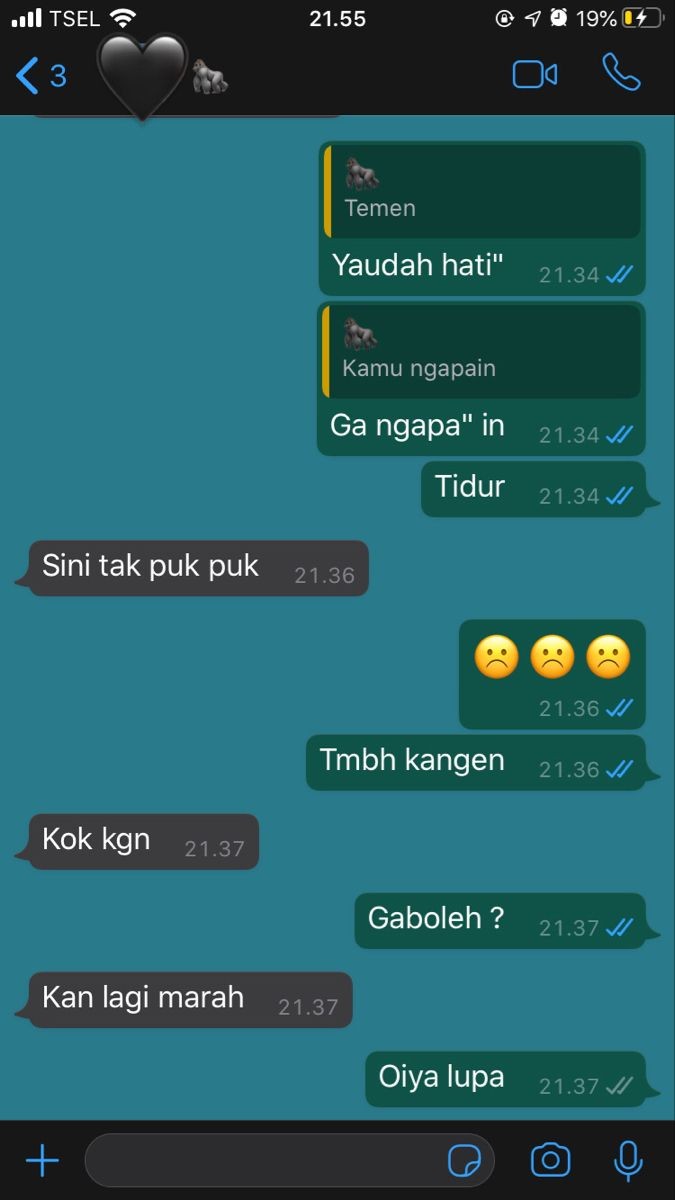 TSEL 21.55 19%
3 🖤🦍
🦍
Temen
Yaudah hati" 21.34
🦍
Kamu ngapain
Ga ngapa" in 21.34
Tidur 21.34
Sini tak puk puk 21.36
☹️☹️☹️
21.36
Tmbh kangen 21.36
Kok kgn 21.37
Gaboleh ? 21.37
Kan lagi marah 21.37
Oiya lupa 21.37